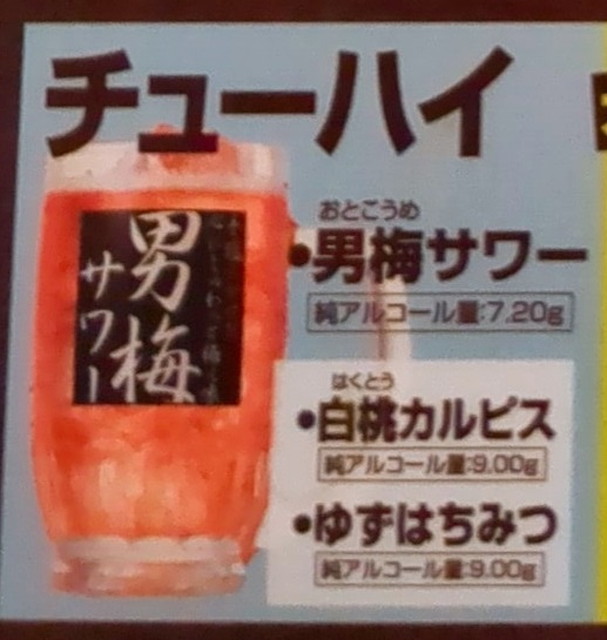 チューハイ
おとこうめ
•男梅サワー
純アルコール量:7.20g
はくとう
•白桃カルピス
純アルコール量:9.00g
•ゆずはちみつ
純アルコール量:9.00g
男梅
サワー